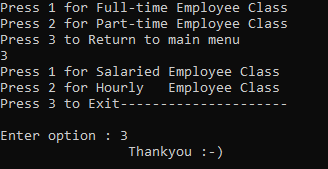 Press 1 for Full-time Employee Class
Press 2 for Part-time Employee Class
Press 3 to Return to main menu
3
Press 1 for Salaried Employee Class
Press 2 for Hourly   Employee Class
Press 3 to Exit---------------------
Enter option : 3
Thankyou :-)